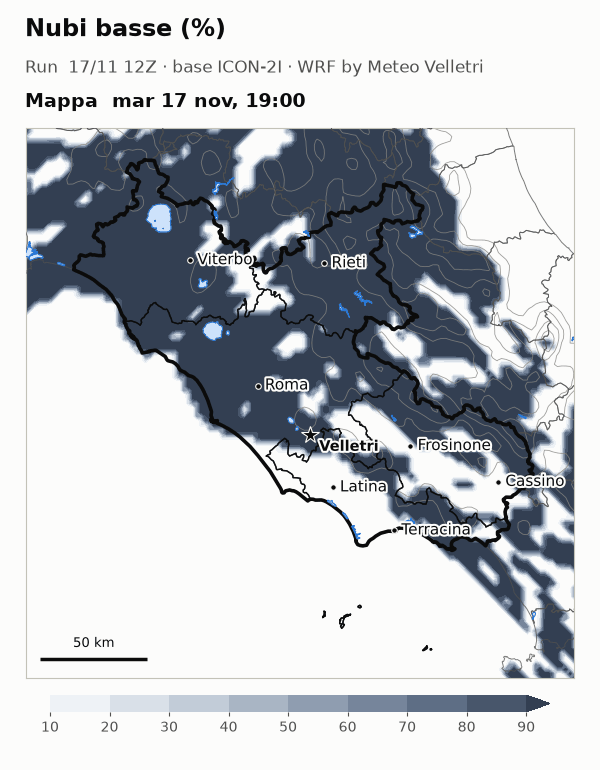 Nubi basse (%)
Run  17/11 12Z · base ICON-2I · WRF by Meteo Velletri
Mappa  mar 17 nov, 19:00
Viterbo
Rieti
Roma
Velletri
Frosinone
Cassino
Latina
Terracina
50 km
10 20 30 40 50 60 70 80 90